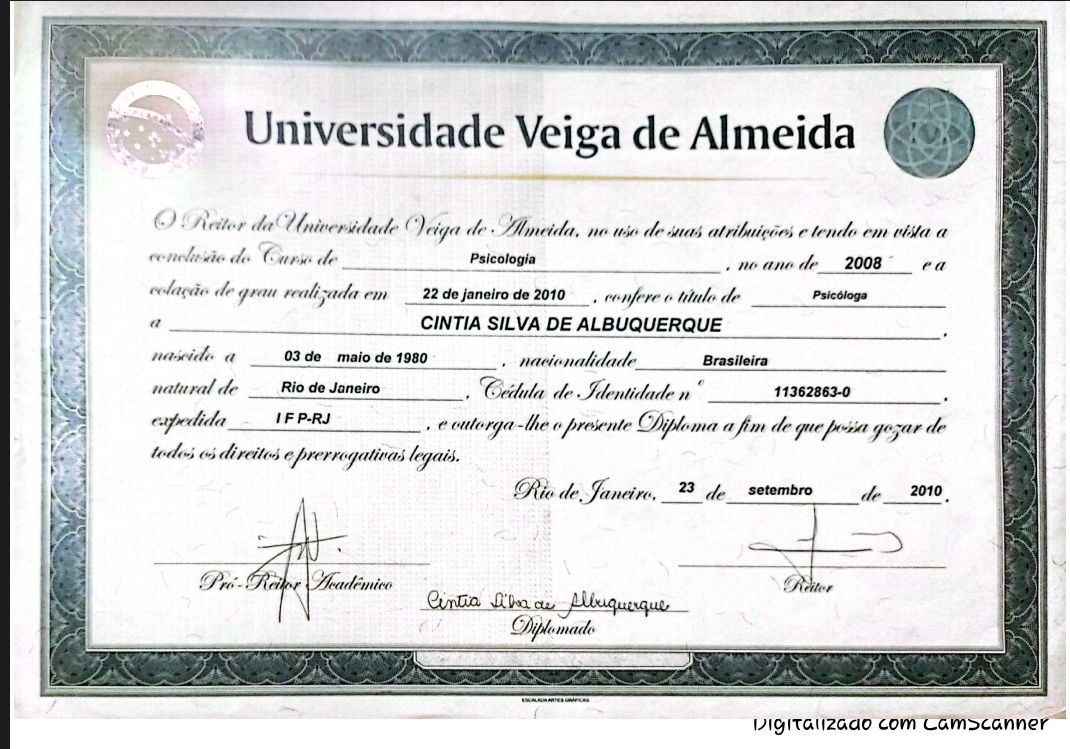 Universidade Veiga de Almeida
O Reitor da Universidade Veiga de Almeida, no uso de suas atribuições e tendo em vista a
conclusão do Curso de Psicologia , no ano de 2008 e a
colação de grau realizada em 22 de janeiro de 2010 , confere o título de Psicóloga
a CINTIA SILVA DE ALBUQUERQUE .
nascido a 03 de maio de 1980 , nacionalidade Brasileira
natural de Rio de Janeiro , Cédula de Identidade nº 11362863-0 .
expedida I F P-RJ , e outorga-lhe o presente Diploma a fim de que possa gozar de
todos os direitos e prerrogativas legais.
Rio de Janeiro, 23 de setembro de 2010.
Pró-Reitor Acadêmico
Reitor
Cintia Silva de Albuquerque
Diplomado
ESCALADA ARTES GRÁFICAS
Digitalizado com CamScanner